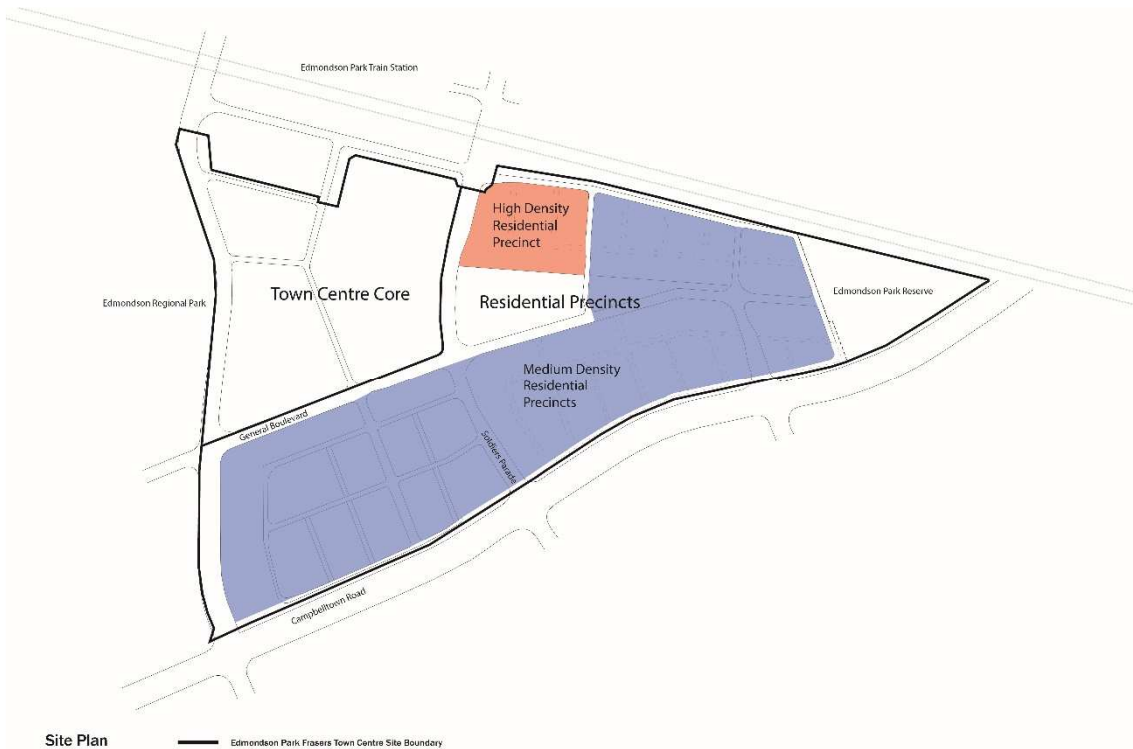 Edmondson Park Train Station
High Density
Residential
Precinct
Edmondson Regional Park
Town Centre Core
Residential Precincts
Edmondson Park Reserve
Medium Density
Residential
Precincts
General Boulevard
Soldiers Parade
Campbelltown Road
Site Plan
Edmondson Park Frasers Town Centre Site Boundary